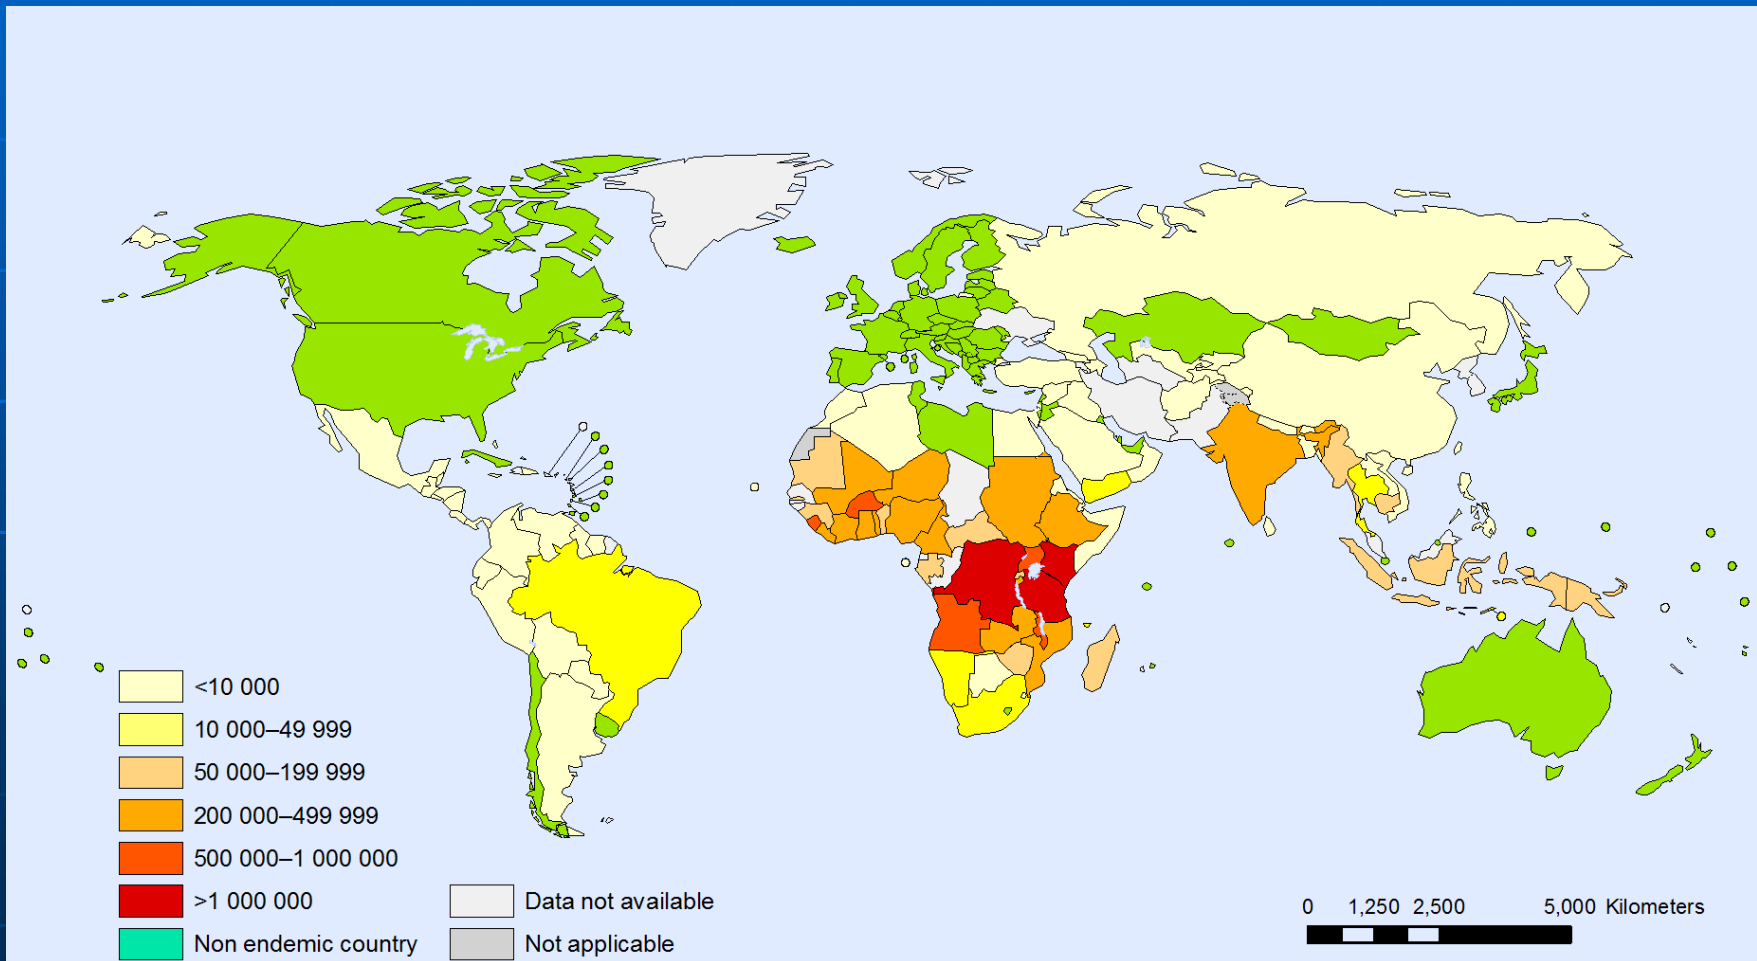 <10 000
10 000–49 999
50 000–199 999
200 000–499 999
500 000–1 000 000
>1 000 000
Non endemic country
Data not available
Not applicable
0 1,250 2,500 5,000 Kilometers